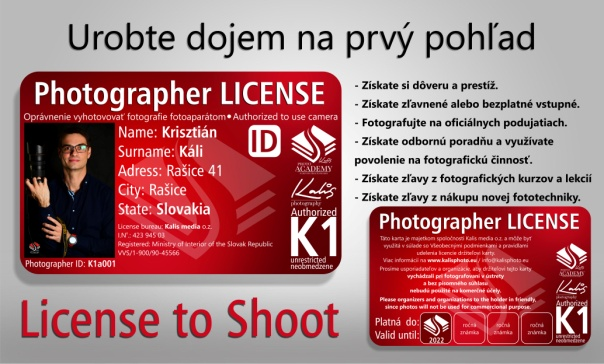 Urobte dojem na prvý pohľad
Photographer LICENSE
Oprávnenie vyhotovovať fotografie fotoaparátom • Authorized to use camera
Name: Krisztián
Surname: Káli
Adress: Rašice 41
City: Rašice
State: Slovakia
License bureau: Kalis media o.z.
I.N°.: 423 945 03
Registered: Ministry of interior of the Slovak Republic
VVS/1-900/90-45566
Photographer ID: K1a001
ID
ACADEMY
Kalis
photography
Authorized
K1
unrestricted
neobmedzene
- Získate si dôveru a prestíž.
- Získate zľavnené alebo bezplatné vstupné.
- Fotografujte na oficiálnych podujatiach.
- Získate odbornú poradňu a využívate
povolenie na fotografickú činnosť.
- Získate zľavy z fotografických kurzov a lekcií
- Získate zľavy z nákupu novej fototechniky.
License to Shoot
Photographer LICENSE
Táto karta je majetkom spoločnosti Kalis media o.z. a môže byť
využitá v súlade so Všeobecnými podmienkami a pravidlami
udelenia licencie držiteľovi karty.
Viac informácií na www.kalisphoto.eu / info@kalisphoto.eu
Prosíme usporiadateľov a organizácie, aby držiteľovi tejto karty
vychádzali pri fotografovaní v ústrety
a bez písomného súhlasu
nebudú použité na komerčné účely.
Please organizers and organizations to the holder in friendly,
since photos will not be used for commercional purpose.
Platná do:
Valid until:
2022
ročná
známka
ročná
známka
ročná
známka
ACADEMY
Kalis
photography
Authorized
K1
unrestricted
neobmedzene